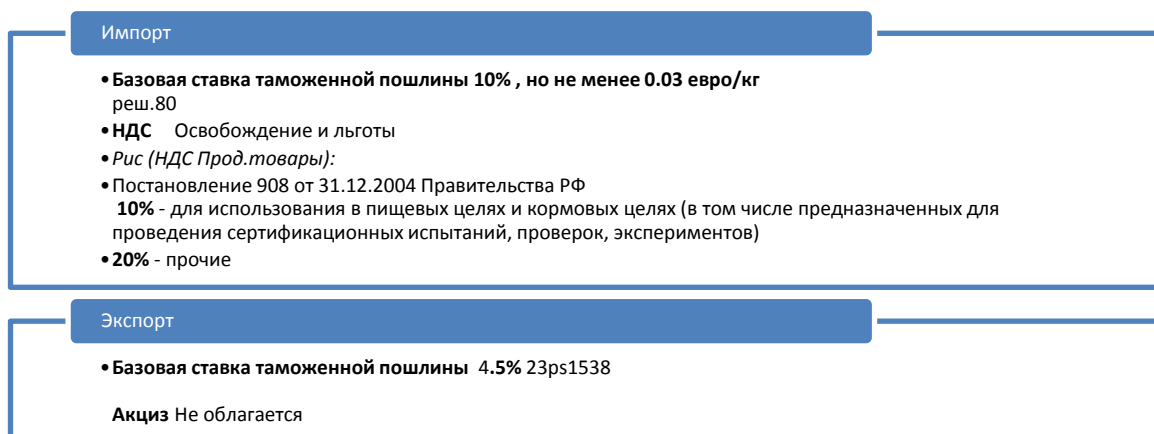 Импорт
•Базовая ставка таможенной пошлины 10% , но не менее 0.03 евро/кг
реш.80
•НДС Освобождение и льготы
•Рис (НДС Прод.товары):
•Постановление 908 от 31.12.2004 Правительства РФ
10% - для использования в пищевых целях и кормовых целях (в том числе предназначенных для
проведения сертификационных испытаний, проверок, экспериментов)
•20% - прочие
Экспорт
•Базовая ставка таможенной пошлины 4.5% 23ps1538
Акциз Не облагается